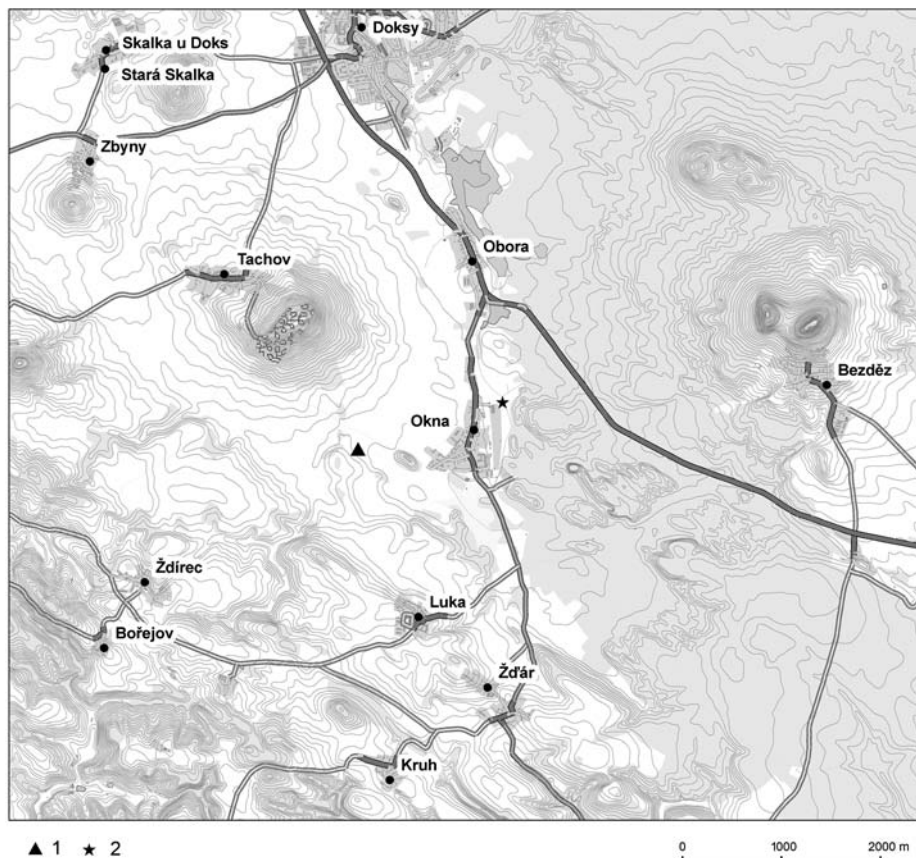 Doksy
Skalka u Doks
Stará Skalka
Zbyny
Obora
Tachov
Bezděz
Okna
Ždírec
Luka
Bořejov
Žďár
Kruh
1 2
0 1000 2000 m